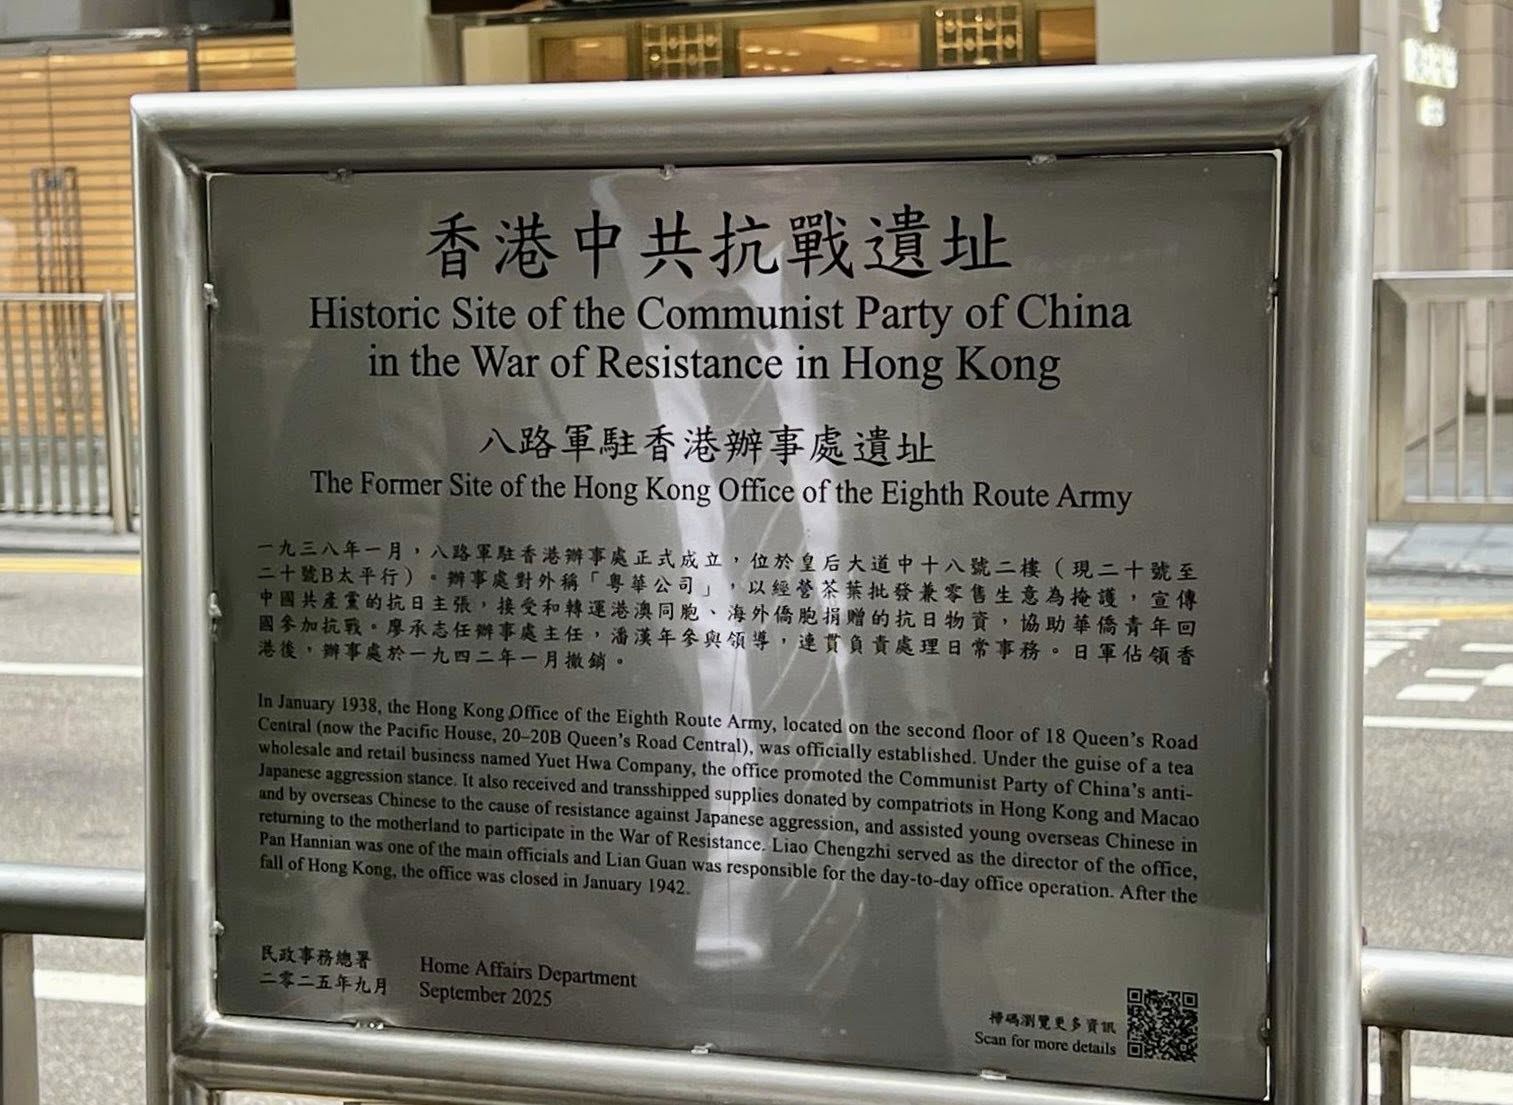 香港中共抗戰遺址
Historic Site of the Communist Party of China
in the War of Resistance in Hong Kong
八路軍駐香港辦事處遺址
The Former Site of the Hong Kong Office of the Eighth Route Army
一九三八年一月，八路軍駐香港辦事處正式成立，位於皇后大道中十八號二樓（現二十號至
二十號B太平行）。辦事處對外稱「粵華公司」，以經營茶葉批發兼零售生意為掩護，宣傳
中國共產黨的抗日主張，接受和轉運港澳同胞、海外僑胞捐贈的抗日物資，協助華僑青年回
國參加抗戰。廖承志任辦事處主任，潘漢年參與領導，連貫負責處理日常事務。日軍佔領香
港後，辦事處於一九四二年一月撤銷。
In January 1938, the Hong Kong Office of the Eighth Route Army, located on the second floor of 18 Queen's Road
Central (now the Pacific House, 20–20B Queen's Road Central), was officially established. Under the guise of a tea
wholesale and retail business named Yuet Hwa Company, the office promoted the Communist Party of China's anti-
Japanese aggression stance. It also received and transshipped supplies donated by compatriots in Hong Kong and Macao
and by overseas Chinese to the cause of resistance against Japanese aggression, and assisted young overseas Chinese in
returning to the motherland to participate in the War of Resistance. Liao Chengzhi served as the director of the office,
Pan Hannian was one of the main officials and Lian Guan was responsible for the day-to-day office operation. After the
fall of Hong Kong, the office was closed in January 1942.
民政事務總署
二零二五年九月
Home Affairs Department
September 2025
掃碼瀏覽更多資訊
Scan for more details